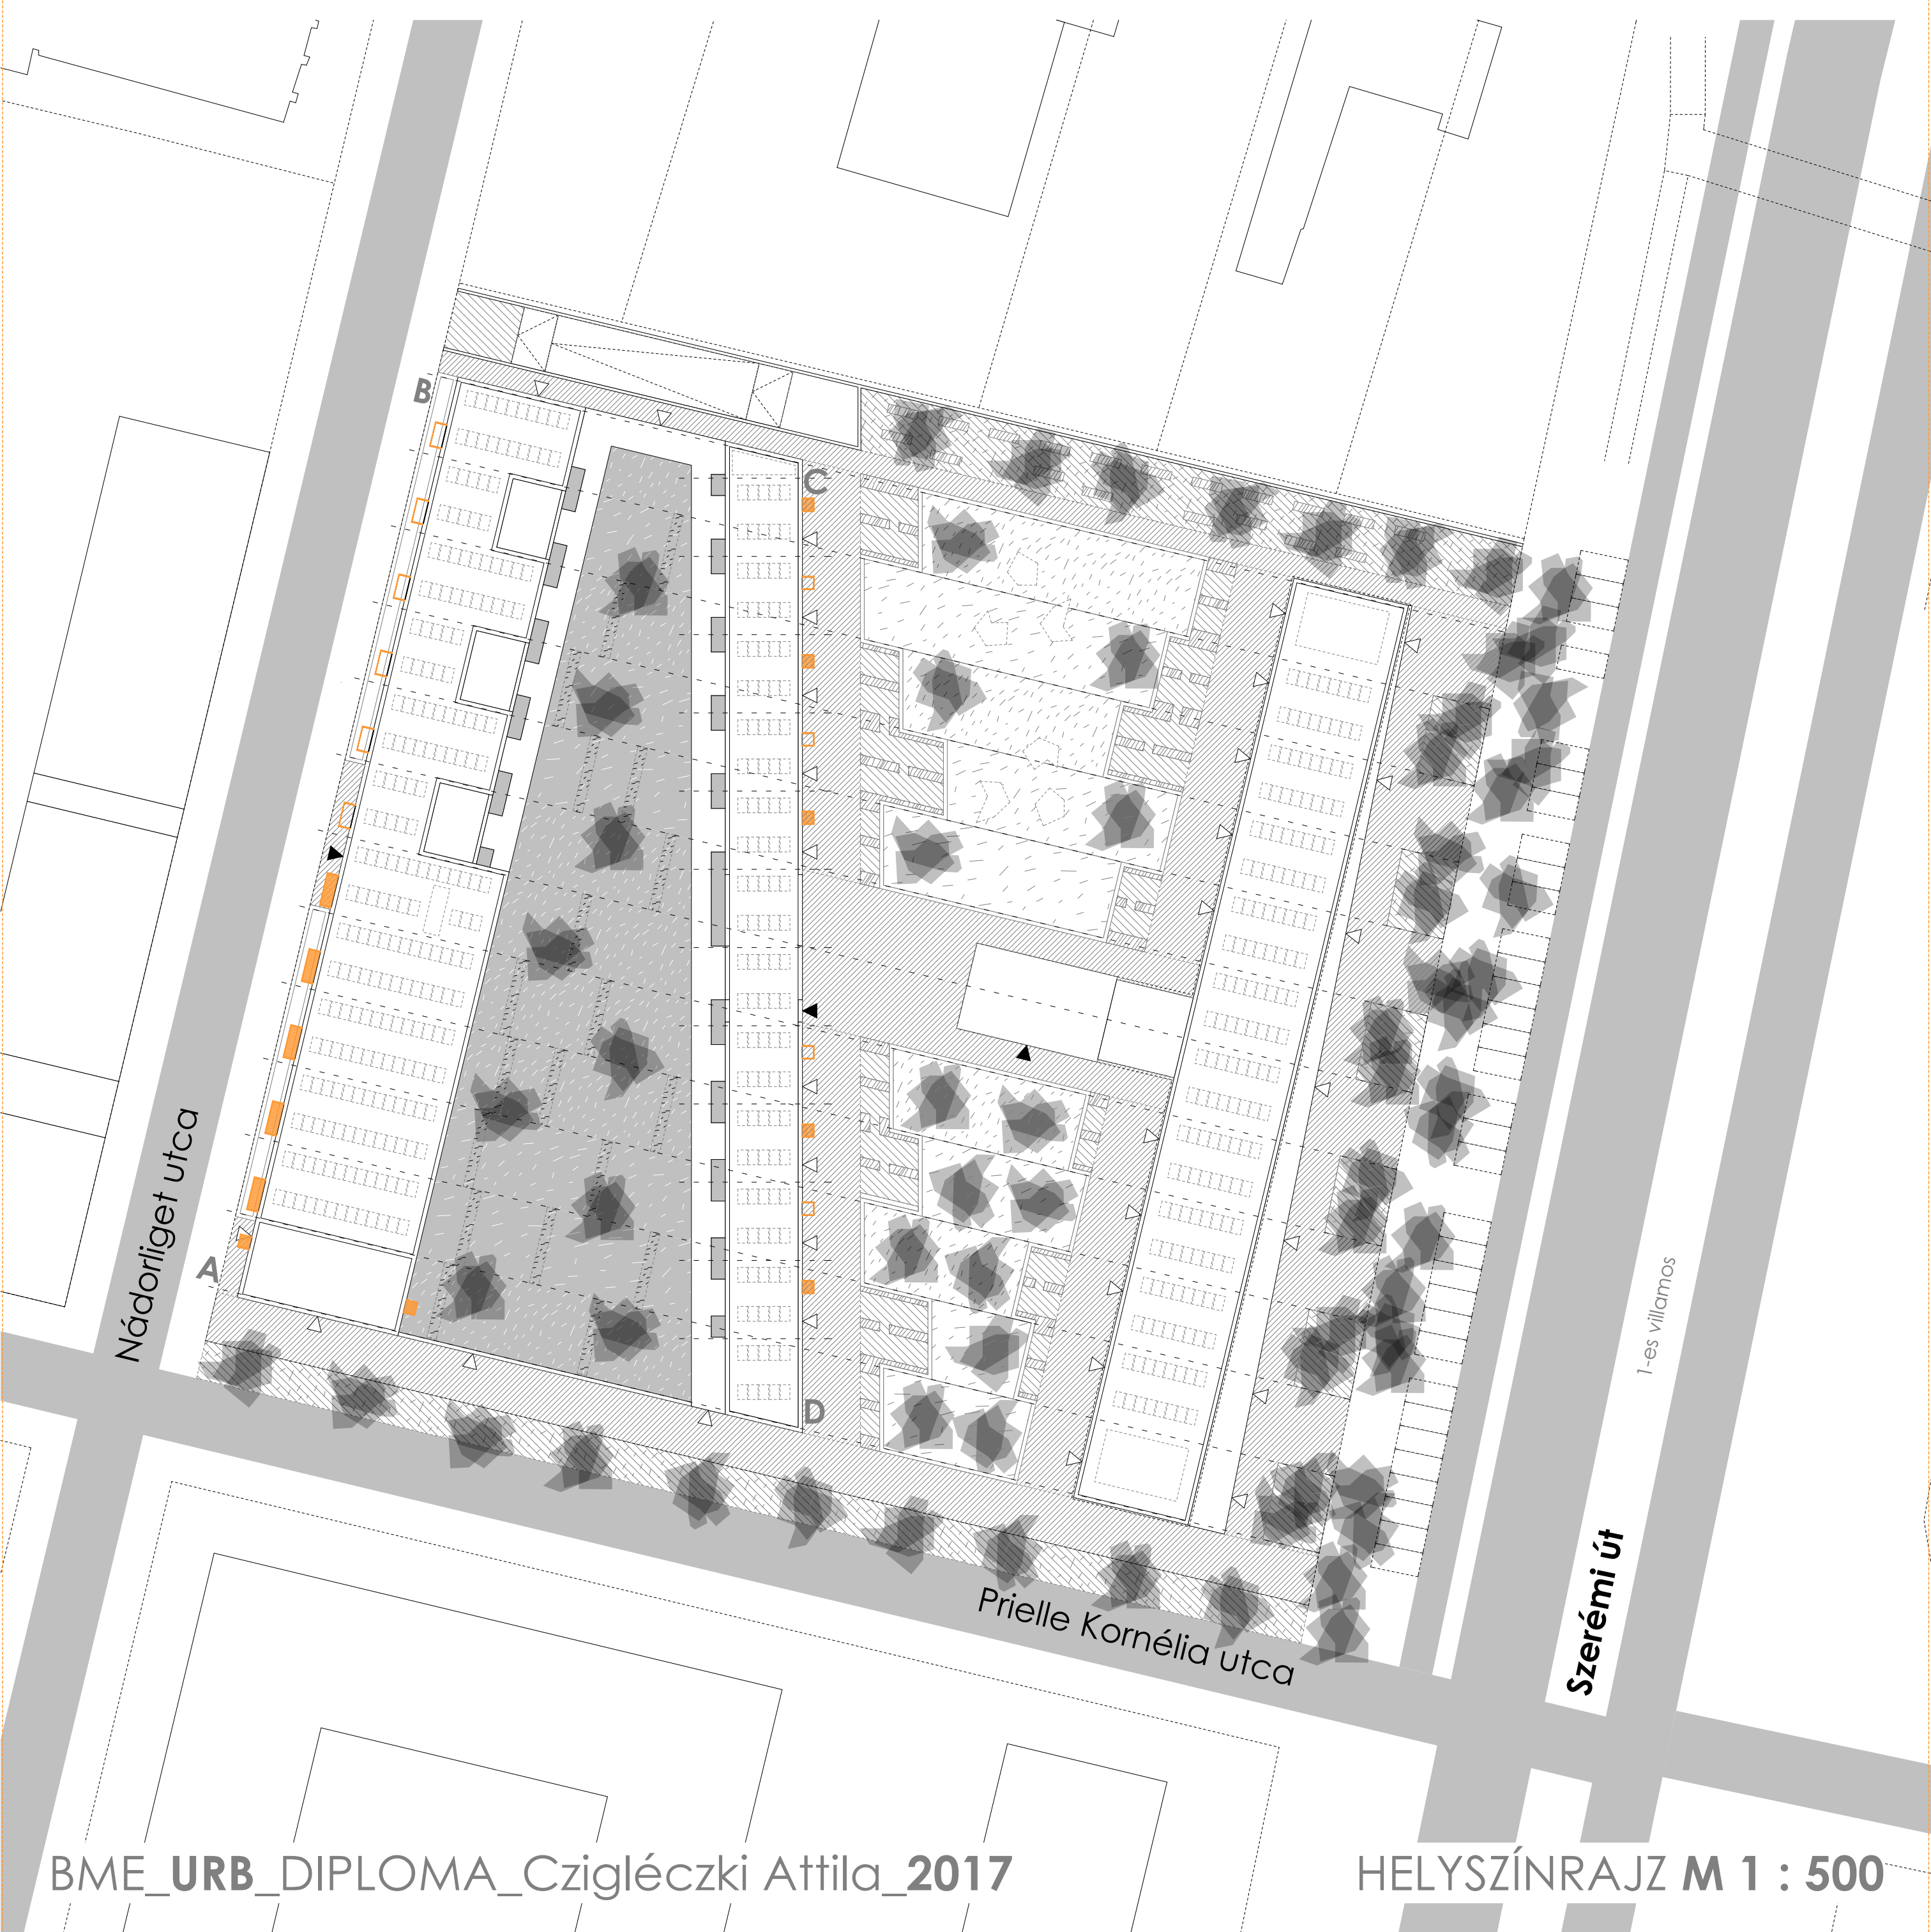 B
C
Nádorliget utca
A
1-es villamos
D
Szerémi út
Prielle Kornélia utca
BME_URB_DIPLOMA_Czigléczki Attila_2017
HELYSZÍNRAJZ M 1 : 500